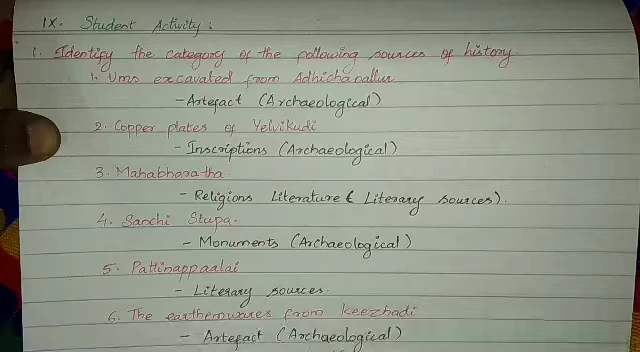 IX. Student Activity:
1. Identify the category of the following sources of history.
1. Urns excavated from Adhichanallur
- Artefact (Archaeological)
2. Copper plates of Velvikudi
- Inscriptions (Archaeological)
3. Mahabharatha
- Religions Literature (Literary sources).
4. Sanchi Stupa.
- Monuments (Archaeological)
5. Pattinappaalai
- Literary sources.
6. The earthernwares from Keezhadi
- Artefact (Archaeological)